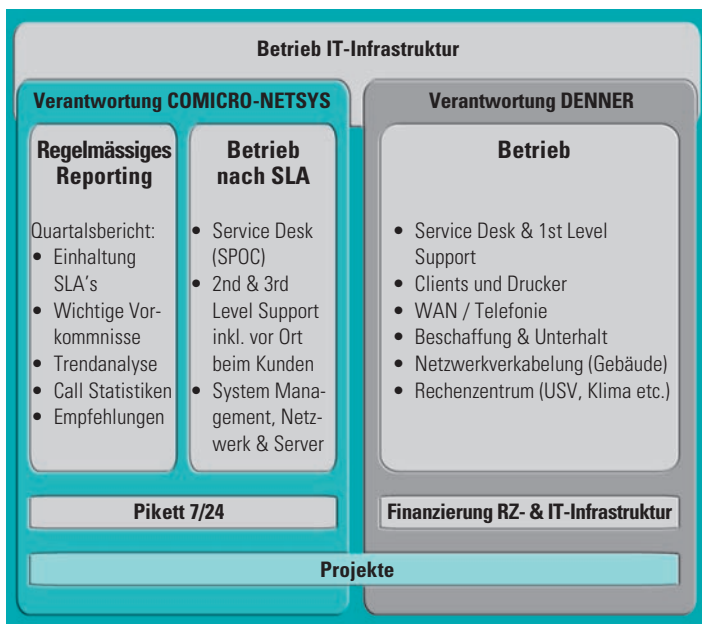 Betrieb IT-Infrastruktur
Verantwortung COMICRO-NETSYS
Regelmässiges
Reporting
Quartalsbericht:
• Einhaltung
SLA's
• Wichtige Vor-
kommnisse
• Trendanalyse
• Call Statistiken
• Empfehlungen
Betrieb
nach SLA
• Service Desk
(SPOC)
• 2nd & 3rd
Level Support
inkl. vor Ort
beim Kunden
• System Mana-
gement, Netz-
werk & Server
Pikett 7/24
Verantwortung DENNER
Betrieb
• Service Desk & 1st Level
Support
• Clients und Drucker
• WAN / Telefonie
• Beschaffung & Unterhalt
• Netzwerkverkabelung (Gebäude)
• Rechenzentrum (USV, Klima etc.)
Finanzierung RZ- & IT-Infrastruktur
Projekte